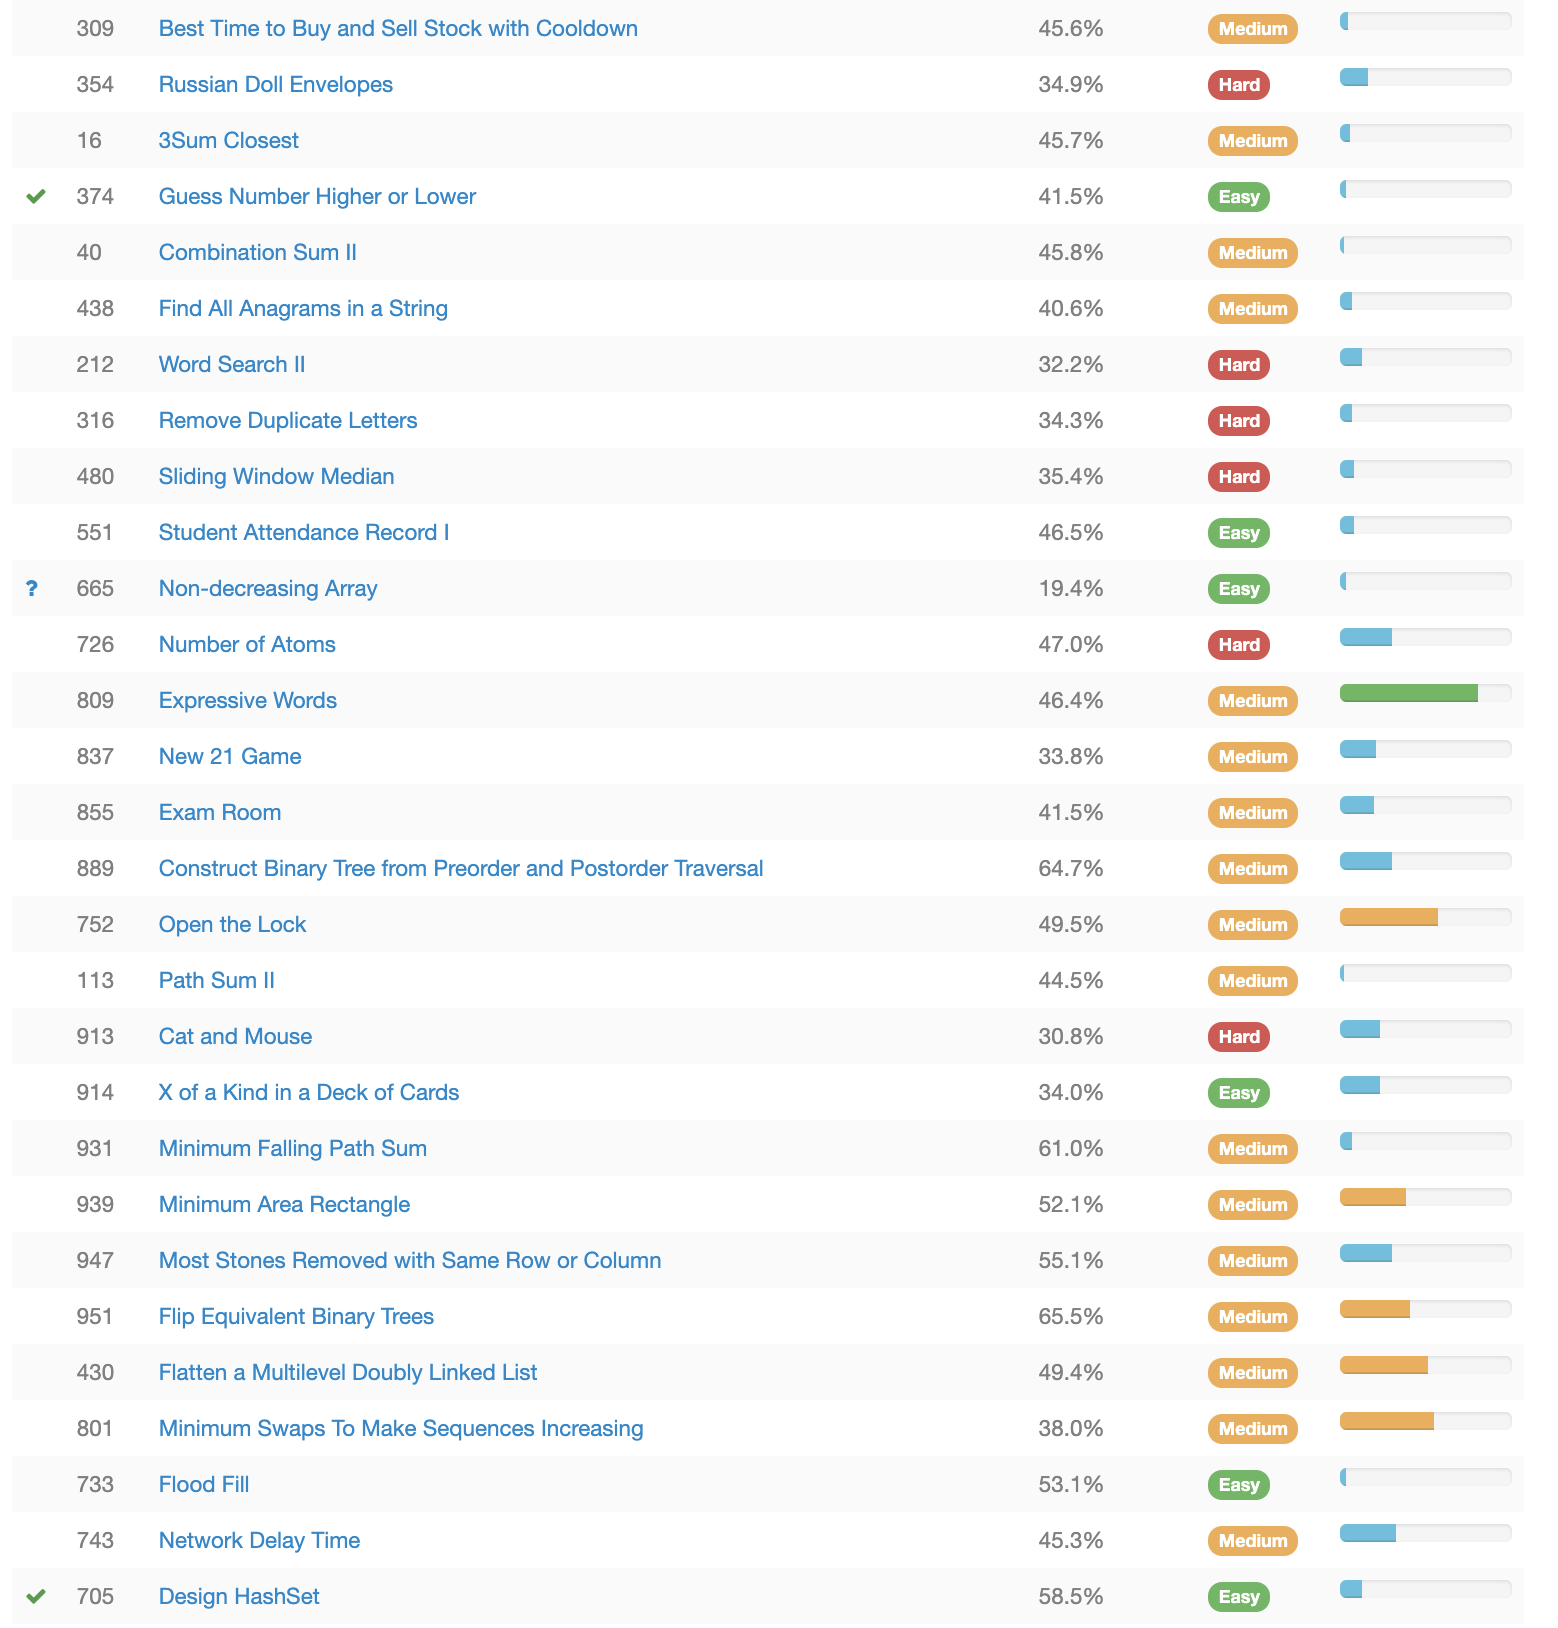 309 Best Time to Buy and Sell Stock with Cooldown 45.6% Medium
354 Russian Doll Envelopes 34.9% Hard
16 3Sum Closest 45.7% Medium
374 Guess Number Higher or Lower 41.5% Easy
40 Combination Sum II 45.8% Medium
438 Find All Anagrams in a String 40.6% Medium
212 Word Search II 32.2% Hard
316 Remove Duplicate Letters 34.3% Hard
480 Sliding Window Median 35.4% Hard
551 Student Attendance Record I 46.5% Easy
? 665 Non-decreasing Array 19.4% Easy
726 Number of Atoms 47.0% Hard
809 Expressive Words 46.4% Medium
837 New 21 Game 33.8% Medium
855 Exam Room 41.5% Medium
889 Construct Binary Tree from Preorder and Postorder Traversal 64.7% Medium
752 Open the Lock 49.5% Medium
113 Path Sum II 44.5% Medium
913 Cat and Mouse 30.8% Hard
914 X of a Kind in a Deck of Cards 34.0% Easy
931 Minimum Falling Path Sum 61.0% Medium
939 Minimum Area Rectangle 52.1% Medium
947 Most Stones Removed with Same Row or Column 55.1% Medium
951 Flip Equivalent Binary Trees 65.5% Medium
430 Flatten a Multilevel Doubly Linked List 49.4% Medium
801 Minimum Swaps To Make Sequences Increasing 38.0% Medium
733 Flood Fill 53.1% Easy
743 Network Delay Time 45.3% Medium
705 Design HashSet 58.5% Easy